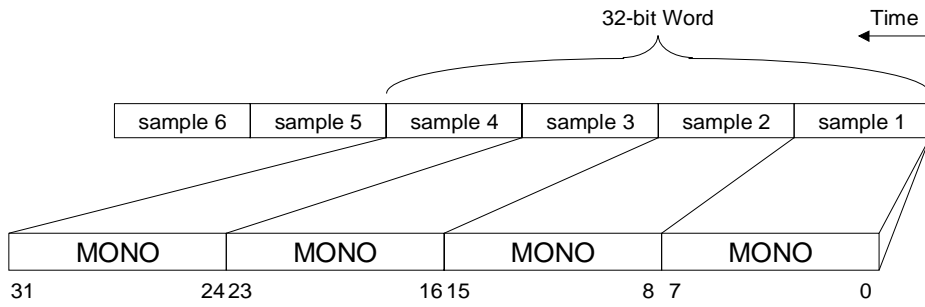 32-bit Word Time
sample 6 sample 5 sample 4 sample 3 sample 2 sample 1
MONO MONO MONO MONO
31 24 23 16 15 8 7 0